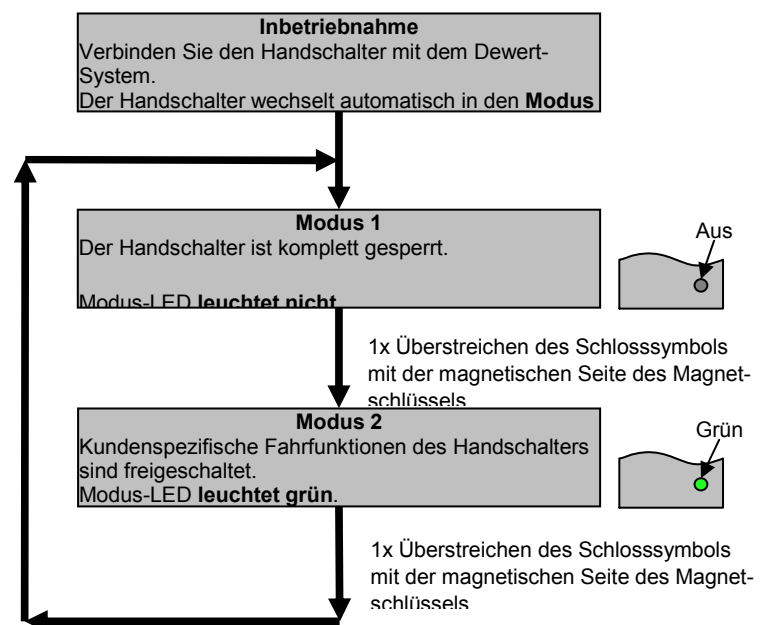 Inbetriebnahme
Verbinden Sie den Handschalter mit dem Dewert-
System.
Der Handschalter wechselt automatisch in den Modus
Modus 1
Der Handschalter ist komplett gesperrt.
Modus-LED leuchtet nicht
Aus
1x Überstreichen des Schlosssymbols
mit der magnetischen Seite des Magnet-
schlüssels
Modus 2
Kundenspezifische Fahrfunktionen des Handschalters
sind freigeschaltet.
Modus-LED leuchtet grün.
Grün
1x Überstreichen des Schlosssymbols
mit der magnetischen Seite des Magnet-
schlüssels